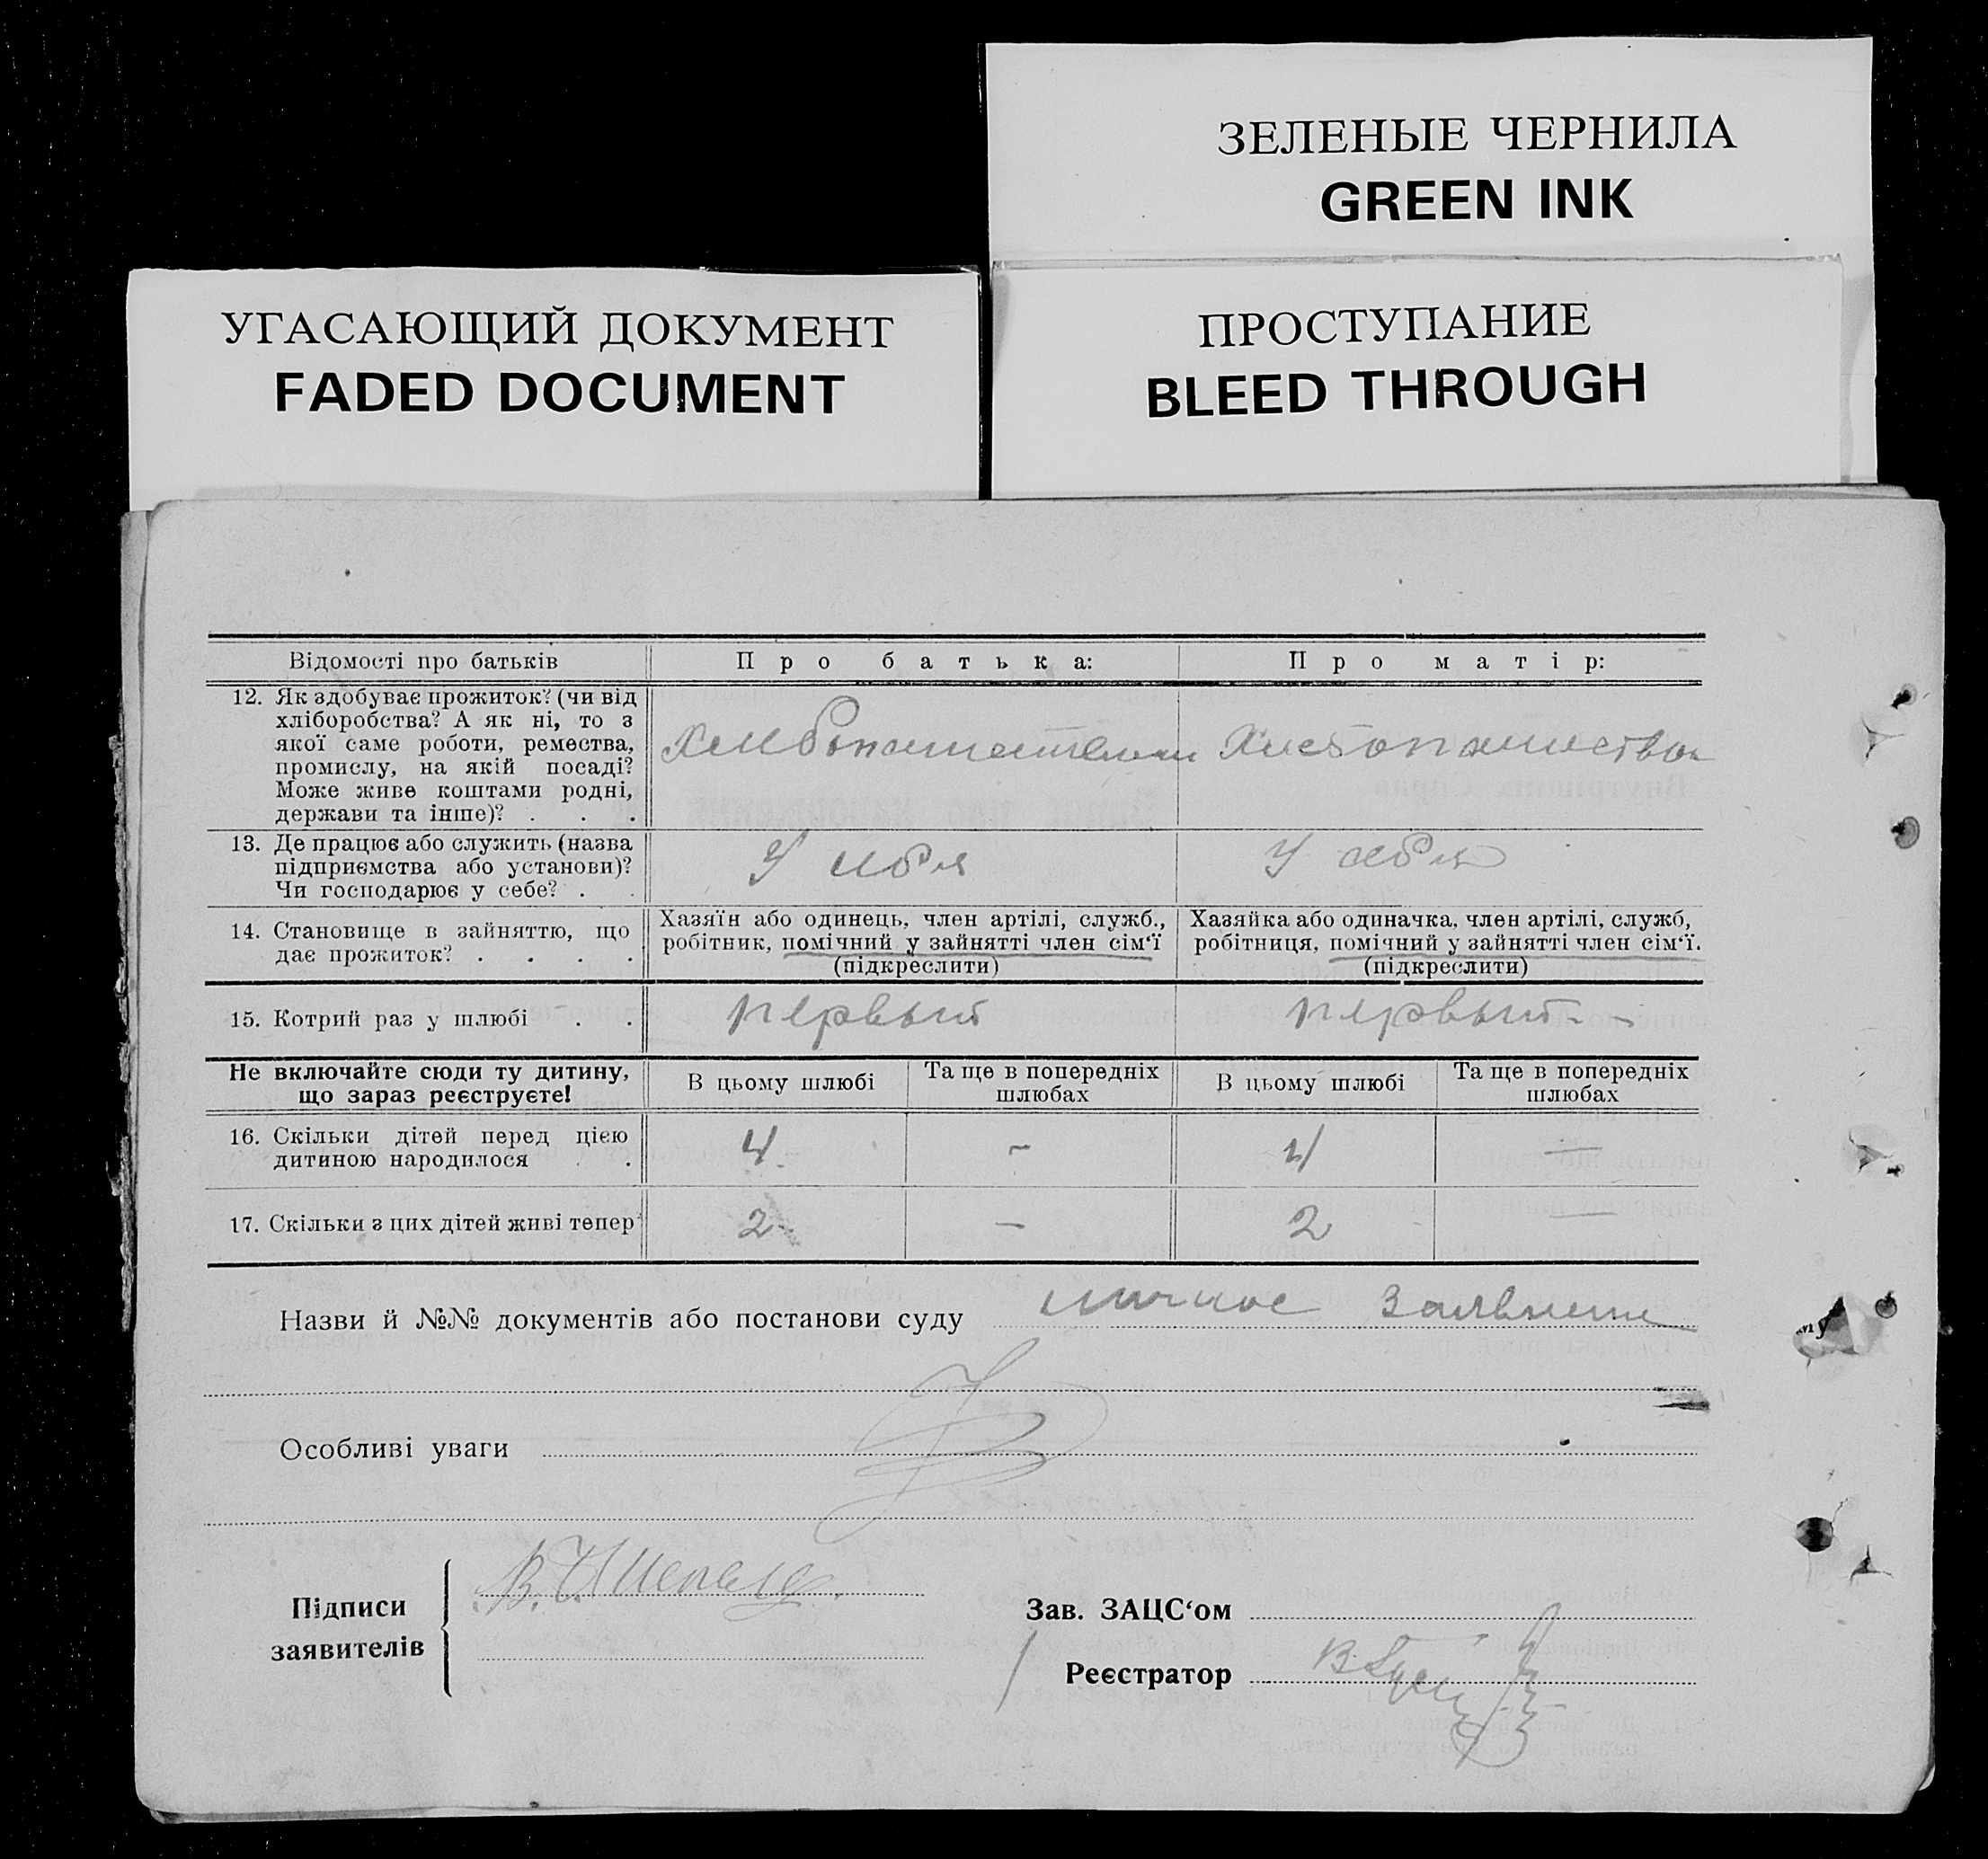 ЗЕЛЕНЫЕ ЧЕРНИЛА
GREEN INK
УГАСАЮЩИЙ ДОКУМЕНТ
FADED DOCUMENT
ПРОСТУПАНИЕ
BLEED THROUGH
Відомості про батьків
Про батька:
Про матір:
12. Як здобуває прожиток? (чи від
хліборобства? А як ні, то з
якої саме роботи, ремества,
промислу, на якій посаді?
Може живе коштами родні,
держави та інше)? . . .
Хлебопашество
13. Де працює або служить (назва
підприємства або установи)?
Чи господарює у себе? . .
У себя
У себя
14. Становище в зайняттю, що
дає прожиток? . . . .
Хазяїн або одинець, член артілі, служб.,
робітник, помічний у зайнятті член сім'ї
(підкреслити)
Хазяйка або одиначка, член артілі, служб,
робітниця, помічний у зайнятті член сім'ї.
(підкреслити)
15. Котрий раз у шлюбі . .
первый
первый - -
Не включайте сюди ту дитину,
що зараз реєструєте!
В цьому шлюбі
Та ще в попередніх
шлюбах
В цьому шлюбі
Та ще в попередніх
шлюбах
16. Скільки дітей перед цією
дитиною народилося . .
4
-
4
—
17. Скільки з цих дітей живі тепер
2
—
2
—
Назви й №№ документів або постанови суду личное заявление
Особливі уваги
Підписи
заявителів
Зав. ЗАЦС'ом
Реєстратор